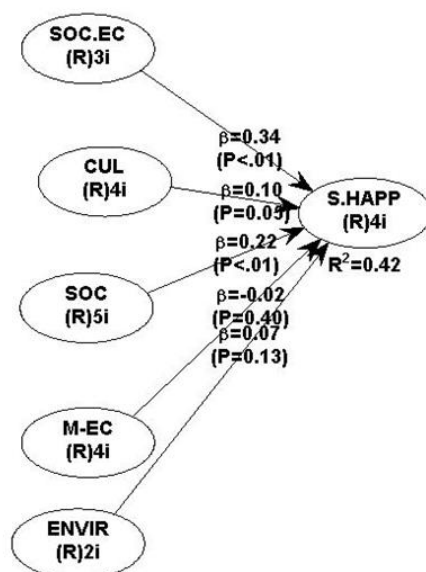 SOC.EC
(R)3i
β=0.34
(P<.01)
CUL
(R)4i
β=0.10
(P=0.05)
S.HAPP
(R)4i
R²=0.42
β=0.22
(P<.01)
SOC
(R)5i
β=-0.02
(P=0.40)
β=0.07
(P=0.13)
M-EC
(R)4i
ENVIR
(R)2i